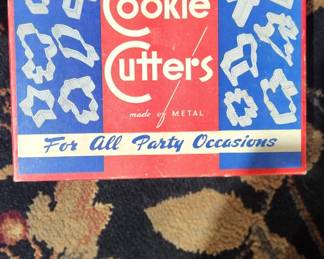 Cookie
Cutters
made of METAL
For All Party Occasions